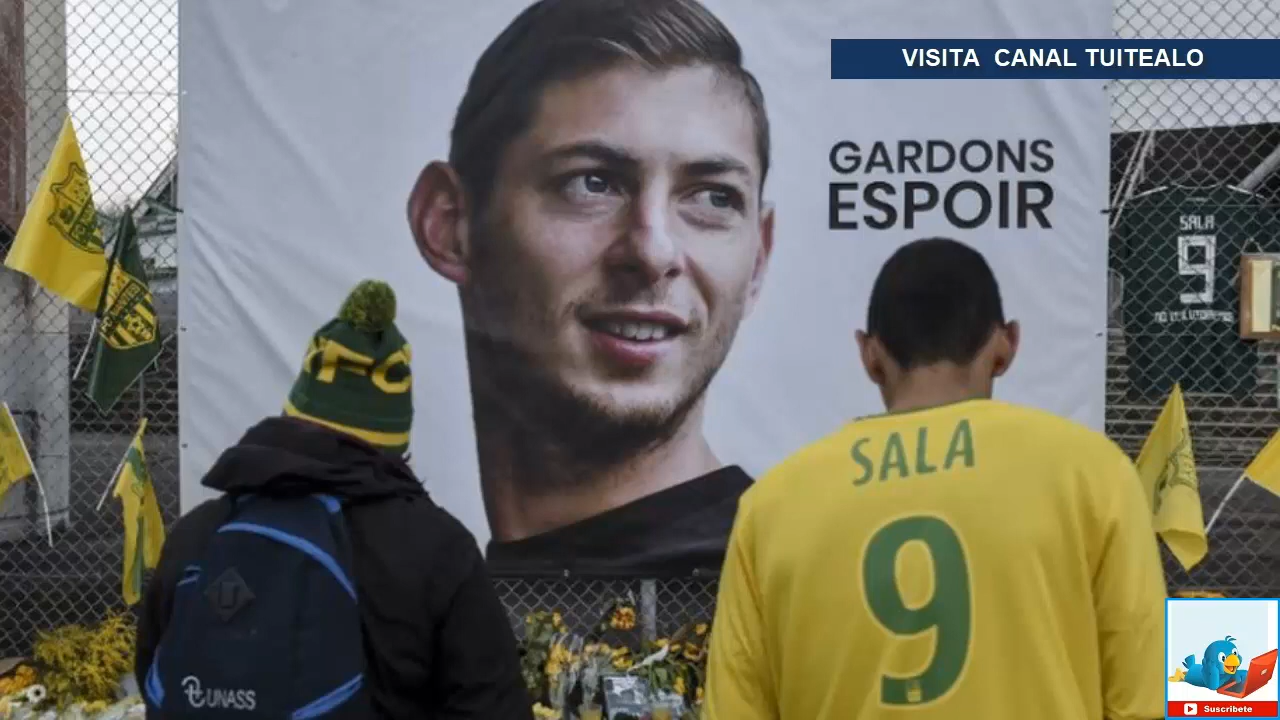 VISITA CANAL TUITEALO
GARDONS
ESPOIR
SALA
9
FC
SALA
9
UNASS
Suscribete